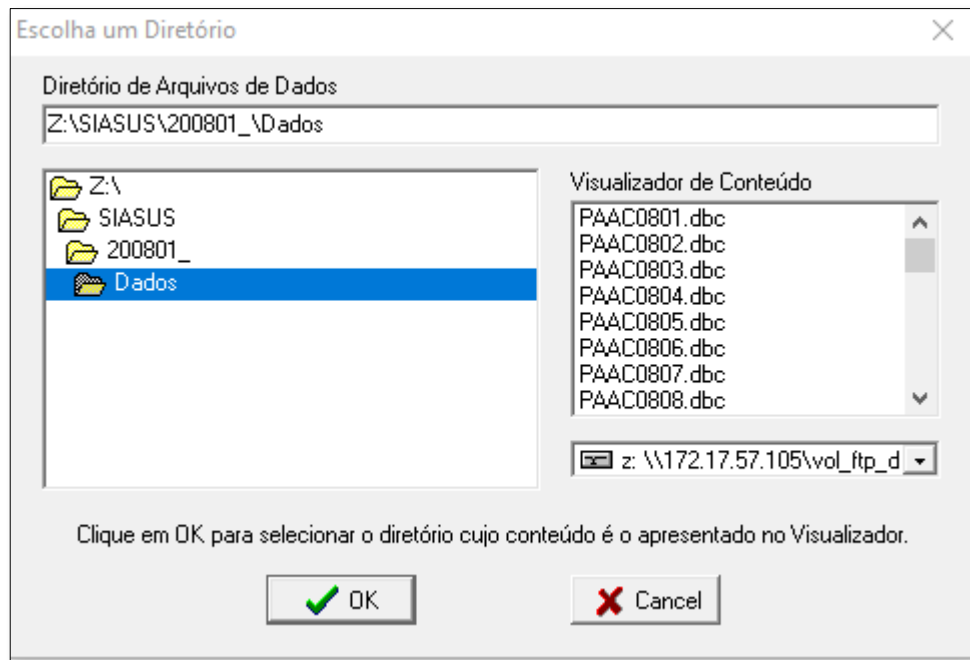 Escolha um Diretório
Diretório de Arquivos de Dados
Z:\SIASUS\200801_\Dados
Z:\
SIASUS
200801_
Dados
Visualizador de Conteúdo
PAAC0801.dbc
PAAC0802.dbc
PAAC0803.dbc
PAAC0804.dbc
PAAC0805.dbc
PAAC0806.dbc
PAAC0807.dbc
PAAC0808.dbc
z: \\172.17.57.105\vol_ftp_d
Clique em OK para selecionar o diretório cujo conteúdo é o apresentado no Visualizador.
OK
Cancel